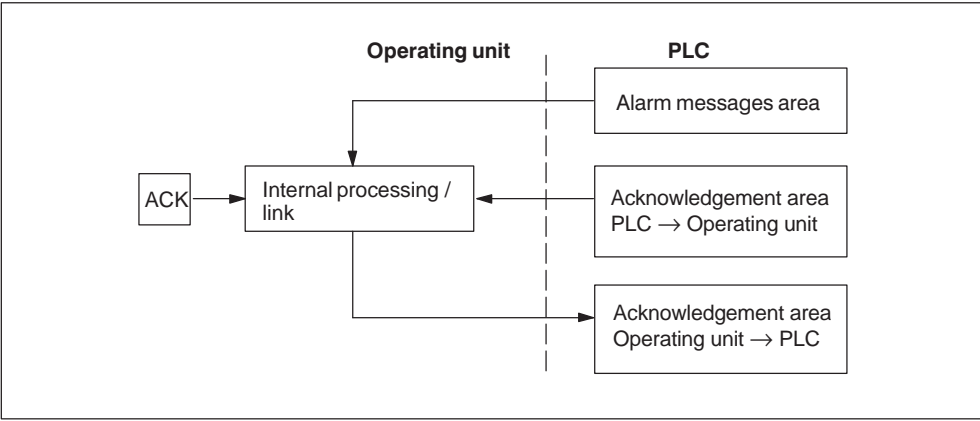 Operating unit
PLC
Alarm messages area
ACK
Internal processing /
link
Acknowledgement area
PLC → Operating unit
Acknowledgement area
Operating unit → PLC